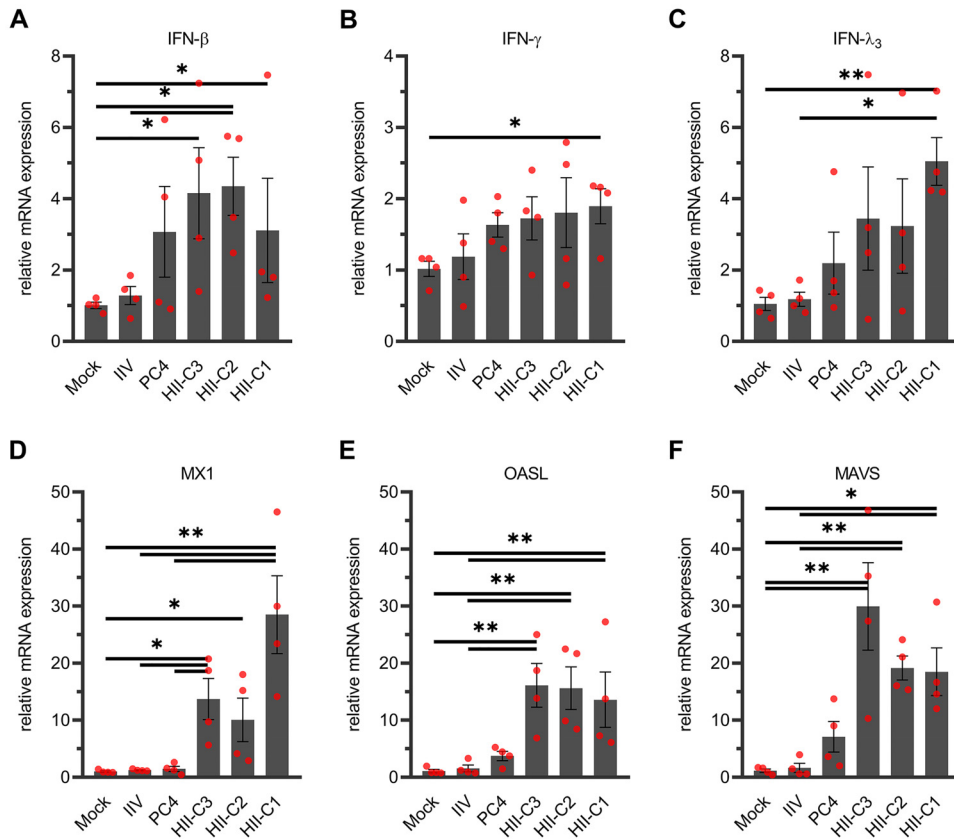 A
IFN-β
relative mRNA expression
8
6
4
2
0
*
*
*
Mock
IIV
PC4
HII-C3
HII-C2
HII-C1
B
IFN-γ
relative mRNA expression
4
3
2
1
0
*
Mock
IIV
PC4
HII-C3
HII-C2
HII-C1
C
IFN-λ₃
relative mRNA expression
8
6
4
2
0
**
*
Mock
IIV
PC4
HII-C3
HII-C2
HII-C1
D
MX1
relative mRNA expression
50
40
30
20
10
0
**
*
*
Mock
IIV
PC4
HII-C3
HII-C2
HII-C1
E
OASL
relative mRNA expression
50
40
30
20
10
0
**
**
**
Mock
IIV
PC4
HII-C3
HII-C2
HII-C1
F
MAVS
relative mRNA expression
50
40
30
20
10
0
*
**
**
Mock
IIV
PC4
HII-C3
HII-C2
HII-C1